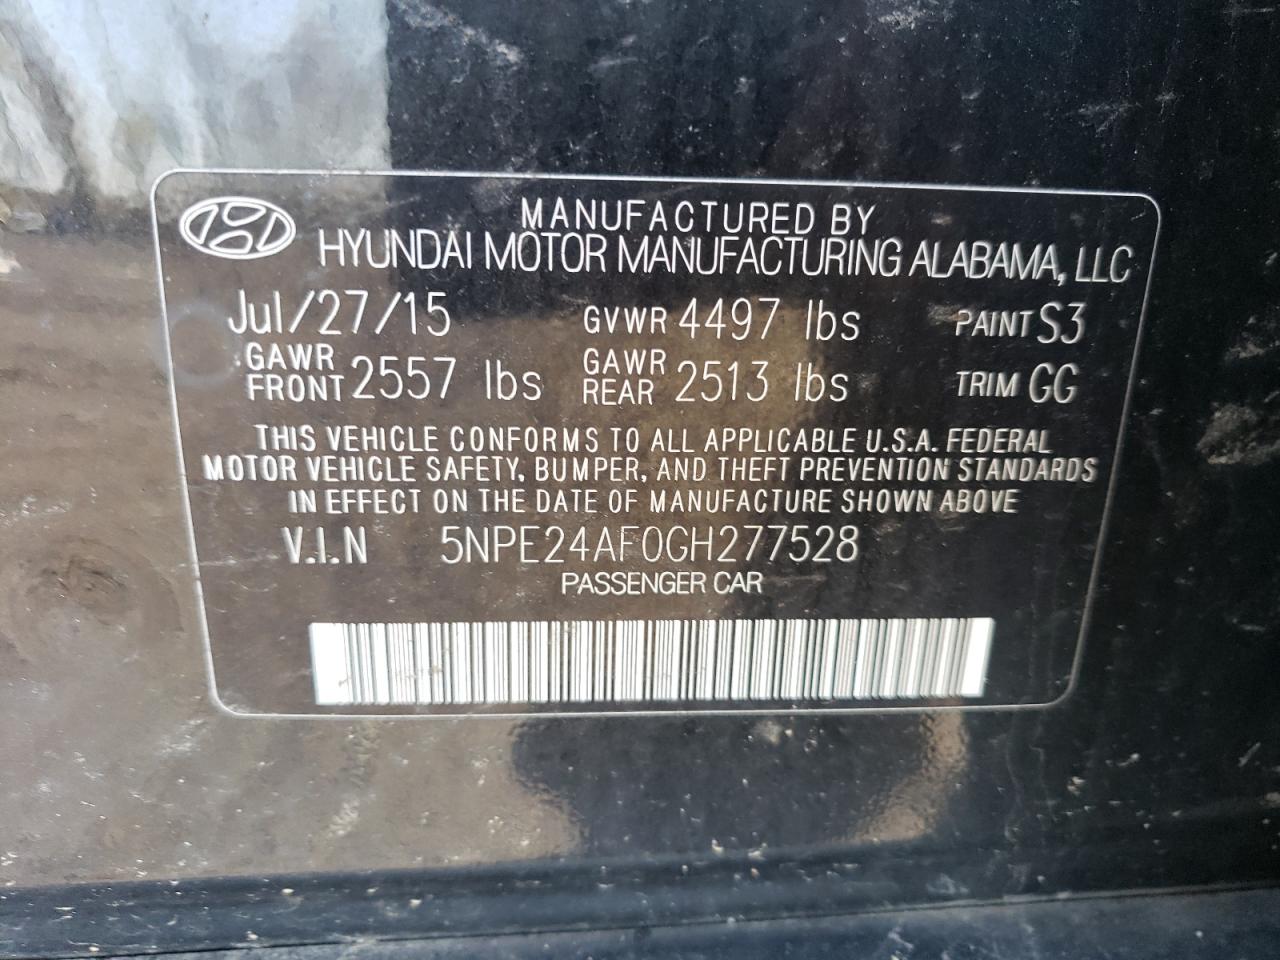 MANUFACTURED BY
HYUNDAI MOTOR MANUFACTURING ALABAMA, LLC
Jul/27/15 GVWR 4497 lbs PAINT S3
GAWR FRONT 2557 lbs GAWR REAR 2513 lbs TRIM GG
THIS VEHICLE CONFORMS TO ALL APPLICABLE U.S.A. FEDERAL
MOTOR VEHICLE SAFETY, BUMPER, AND THEFT PREVENTION STANDARDS
IN EFFECT ON THE DATE OF MANUFACTURE SHOWN ABOVE
V.I.N 5NPE24AF0GH277528
PASSENGER CAR